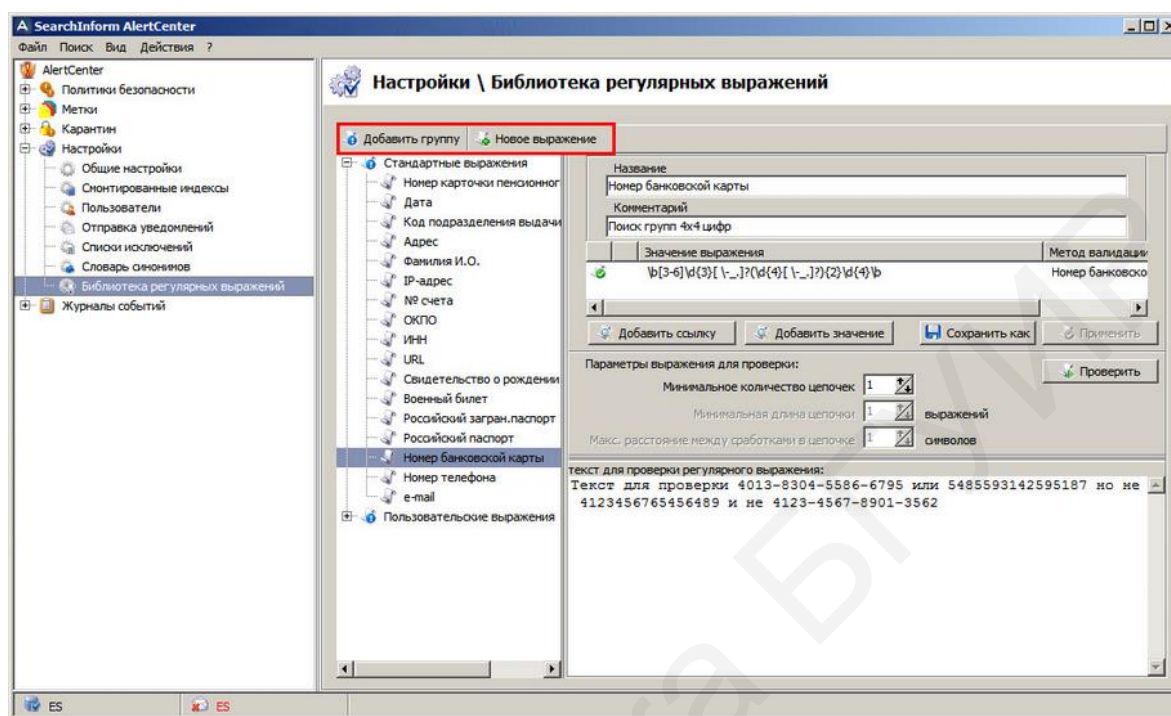 SearchInform AlertCenter
Файл Поиск Вид Действия ?
AlertCenter
Политики безопасности
Метки
Карантин
Настройки
Общие настройки
Смонтированные индексы
Пользователи
Отправка уведомлений
Списки исключений
Словарь синонимов
Библиотека регулярных выражений
Журналы событий
Настройки \ Библиотека регулярных выражений
Добавить группу Новое выражение
Стандартные выражения
Номер карточки пенсионног
Дата
Код подразделения выдачи
Адрес
Фамилия И.О.
IP-адрес
№ счета
ОКПО
ИНН
URL
Свидетельство о рождении
Военный билет
Российский загран.паспорт
Российский паспорт
Номер банковской карты
Номер телефона
e-mail
Пользовательские выражения
Название
Номер банковской карты
Комментарий
Поиск групп 4x4 цифр
Значение выражения Метод валидации
\b[3-6]\d{3}[ \-_.]?(\d{4}[ \-_.]?){2}\d{4}\b Номер банковско
Добавить ссылку Добавить значение Сохранить как Применить
Параметры выражения для проверки:
Проверить
Минимальное количество цепочек 1
Минимальная длина цепочки 1 выражений
Макс. расстояние между сработками в цепочке 1 символов
текст для проверки регулярного выражения:
Текст для проверки 4013-8304-5586-6795 или 5485593142595187 но не
4123456765456489 и не 4123-4567-8901-3562
ES ES
БГУИР